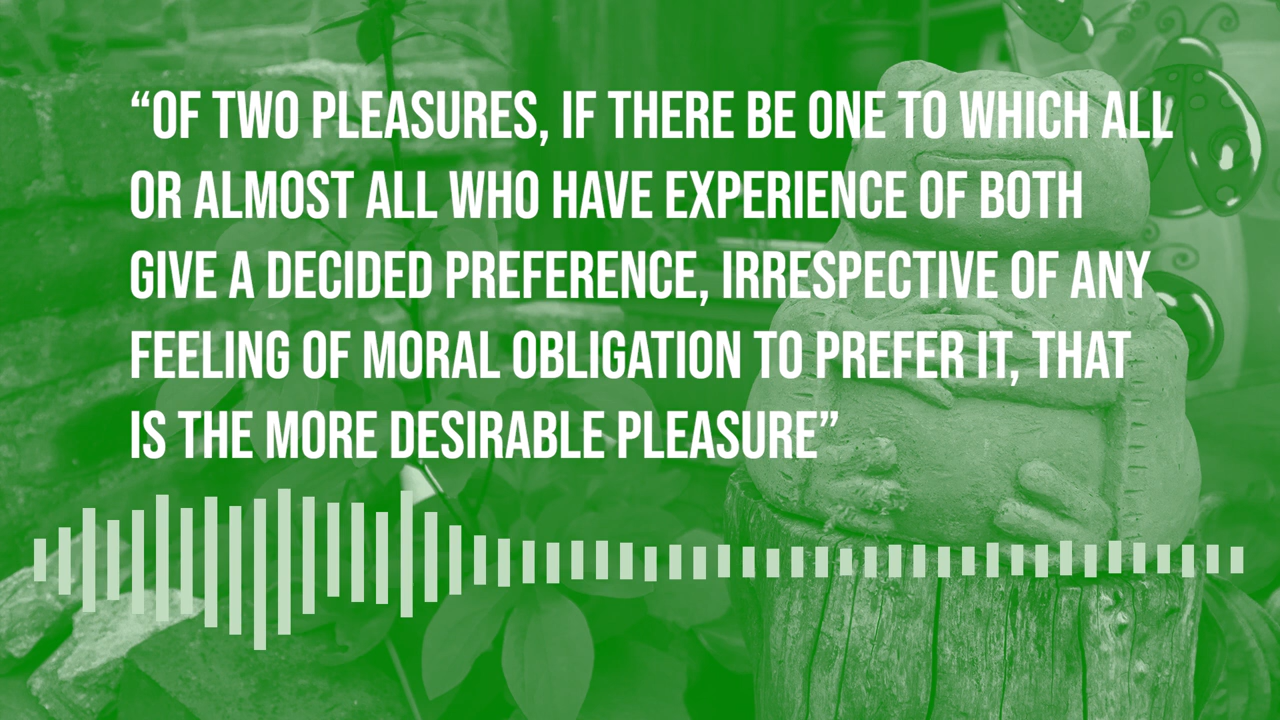 “OF TWO PLEASURES, IF THERE BE ONE TO WHICH ALL
OR ALMOST ALL WHO HAVE EXPERIENCE OF BOTH
GIVE A DECIDED PREFERENCE, IRRESPECTIVE OF ANY
FEELING OF MORAL OBLIGATION TO PREFER IT, THAT
IS THE MORE DESIRABLE PLEASURE”